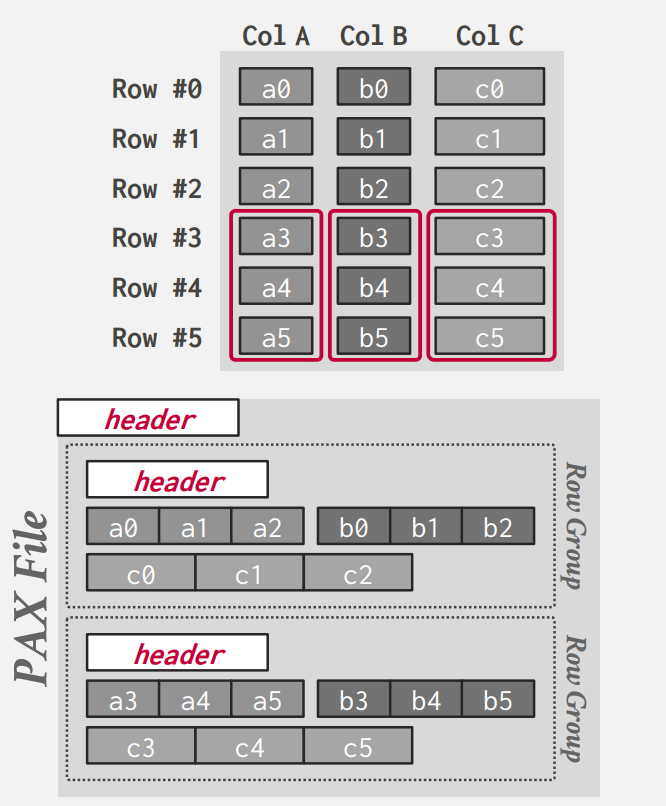 Col A Col B Col C
Row #0 a0 b0 c0
Row #1 a1 b1 c1
Row #2 a2 b2 c2
Row #3 a3 b3 c3
Row #4 a4 b4 c4
Row #5 a5 b5 c5
PAX File
header
Row Group
header
a0 a1 a2 b0 b1 b2
c0 c1 c2
Row Group
header
a3 a4 a5 b3 b4 b5
c3 c4 c5